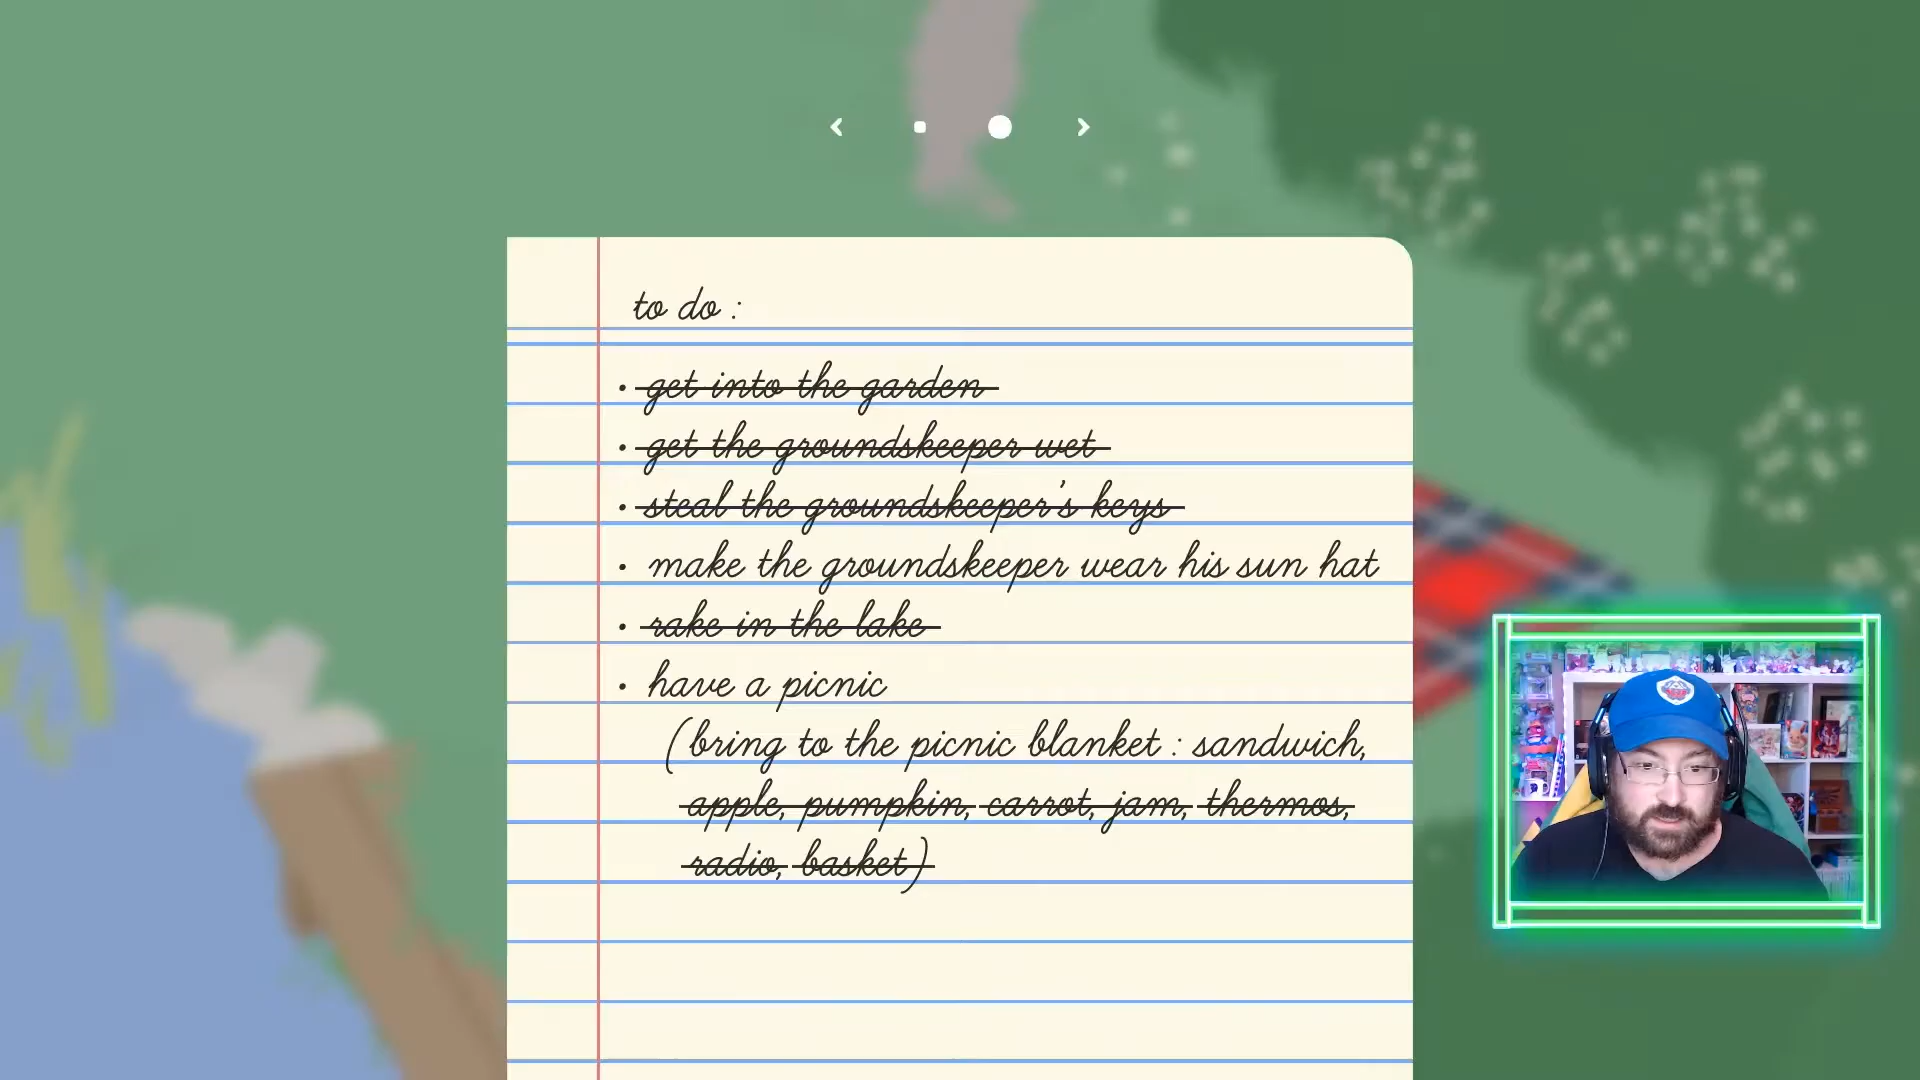 to do :
• get into the garden
• get the groundskeeper wet
• steal the groundskeeper's keys
• make the groundskeeper wear his sun hat
• rake in the lake
• have a picnic
(bring to the picnic blanket : sandwich,
apple, pumpkin, carrot, jam, thermos,
radio, basket)